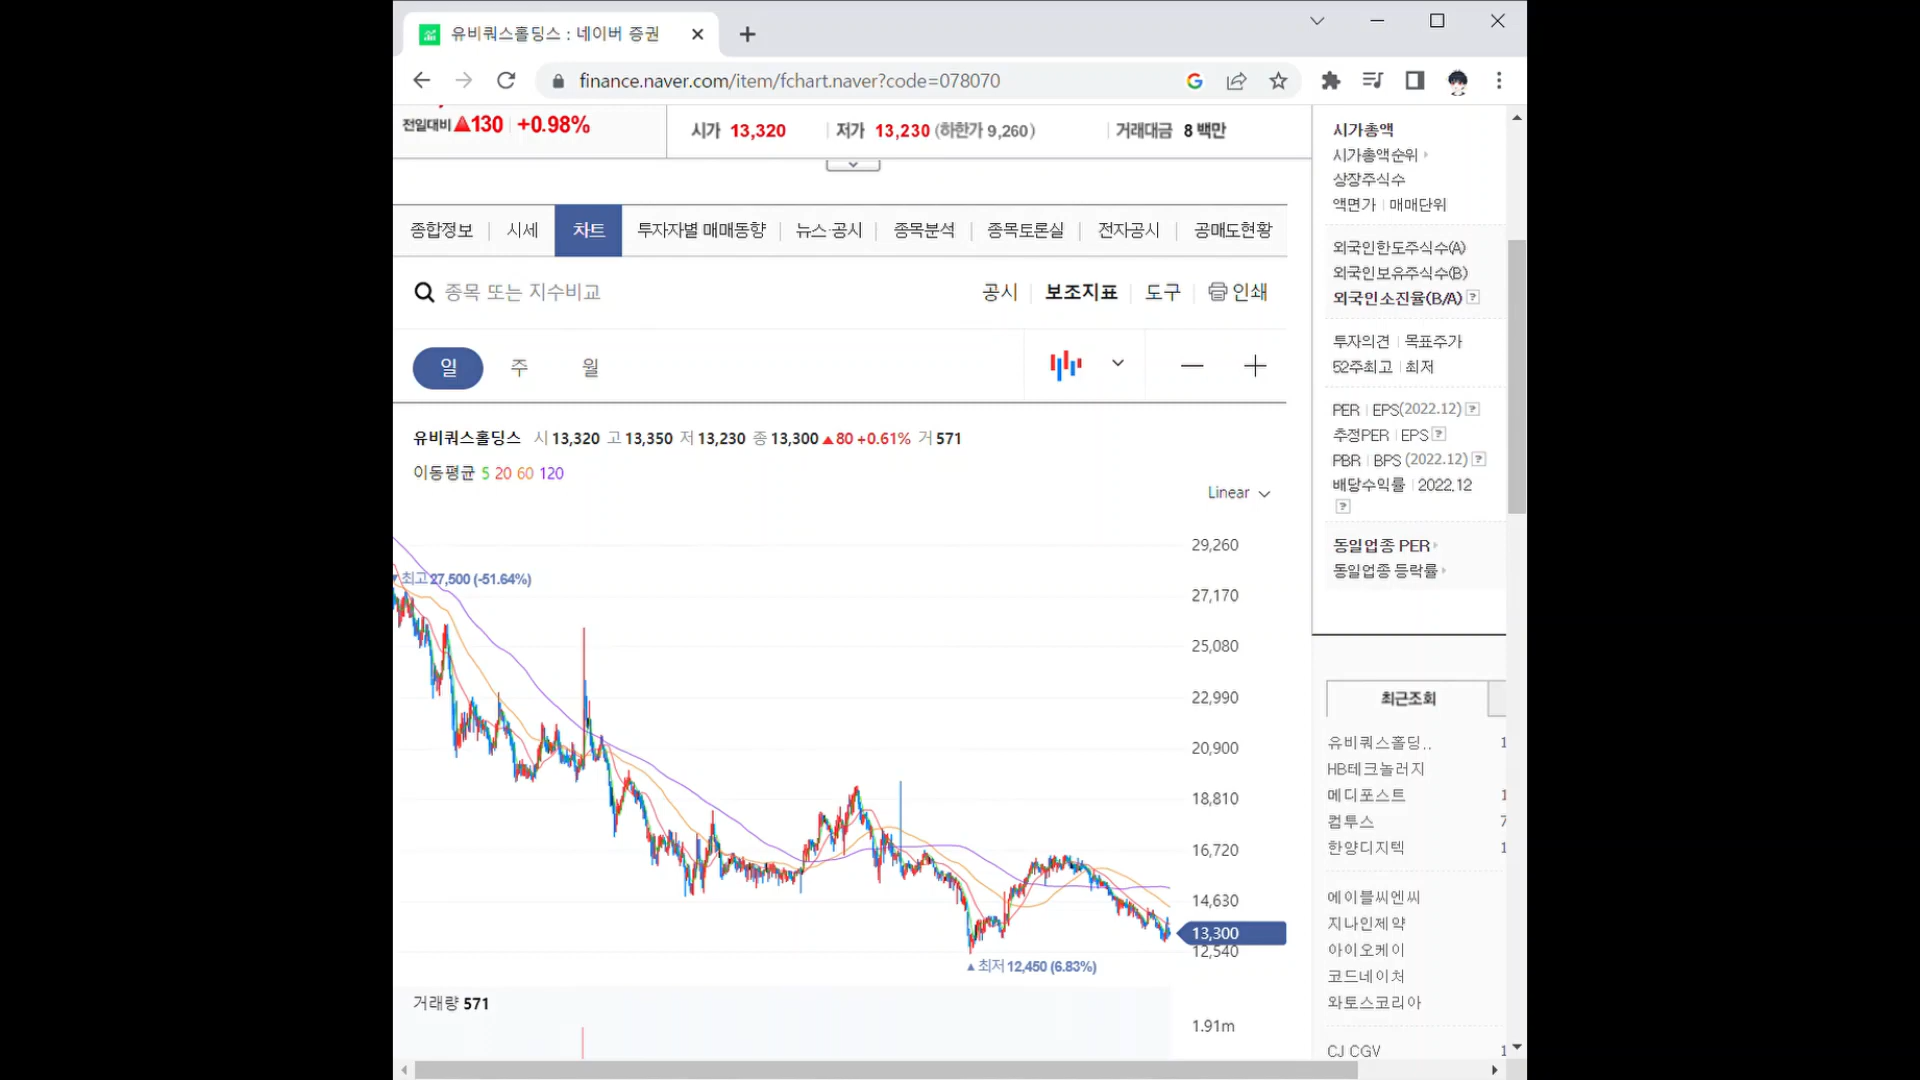 유비쿼스홀딩스 : 네이버 증권
finance.naver.com/item/fchart.naver?code=078070
전일대비 ▲130 +0.98%
시가 13,320 저가 13,230 (하한가 9,260) 거래대금 8 백만
종합정보 시세 차트 투자자별 매매동향 뉴스·공시 종목분석 종목토론실 전자공시 공매도현황
종목 또는 지수비교
공시 보조지표 도구 인쇄
일 주 월
유비쿼스홀딩스 시 13,320 고 13,350 저 13,230 종 13,300 ▲80 +0.61% 거 571
이동평균 5 20 60 120
Linear
29,260
▼최고 27,500 (-51.64%)
27,170
25,080
22,990
20,900
18,810
16,720
14,630
13,300
12,540
▲최저 12,450 (6.83%)
거래량 571
1.91m
시가총액
시가총액순위
상장주식수
액면가 매매단위
외국인한도주식수(A)
외국인보유주식수(B)
외국인소진율(B/A) ?
투자의견 목표주가
52주최고 최저
PER EPS(2022.12) ?
추정PER EPS ?
PBR BPS (2022.12) ?
배당수익률 2022.12
?
동일업종 PER
동일업종 등락률
최근조회
유비쿼스홀딩.. 1
HB테크놀러지
메디포스트 1
컴투스 7
한양디지텍 1
에이블씨엔씨
지나인제약
아이오케이
코드네이처
와토스코리아
CJ CGV 1